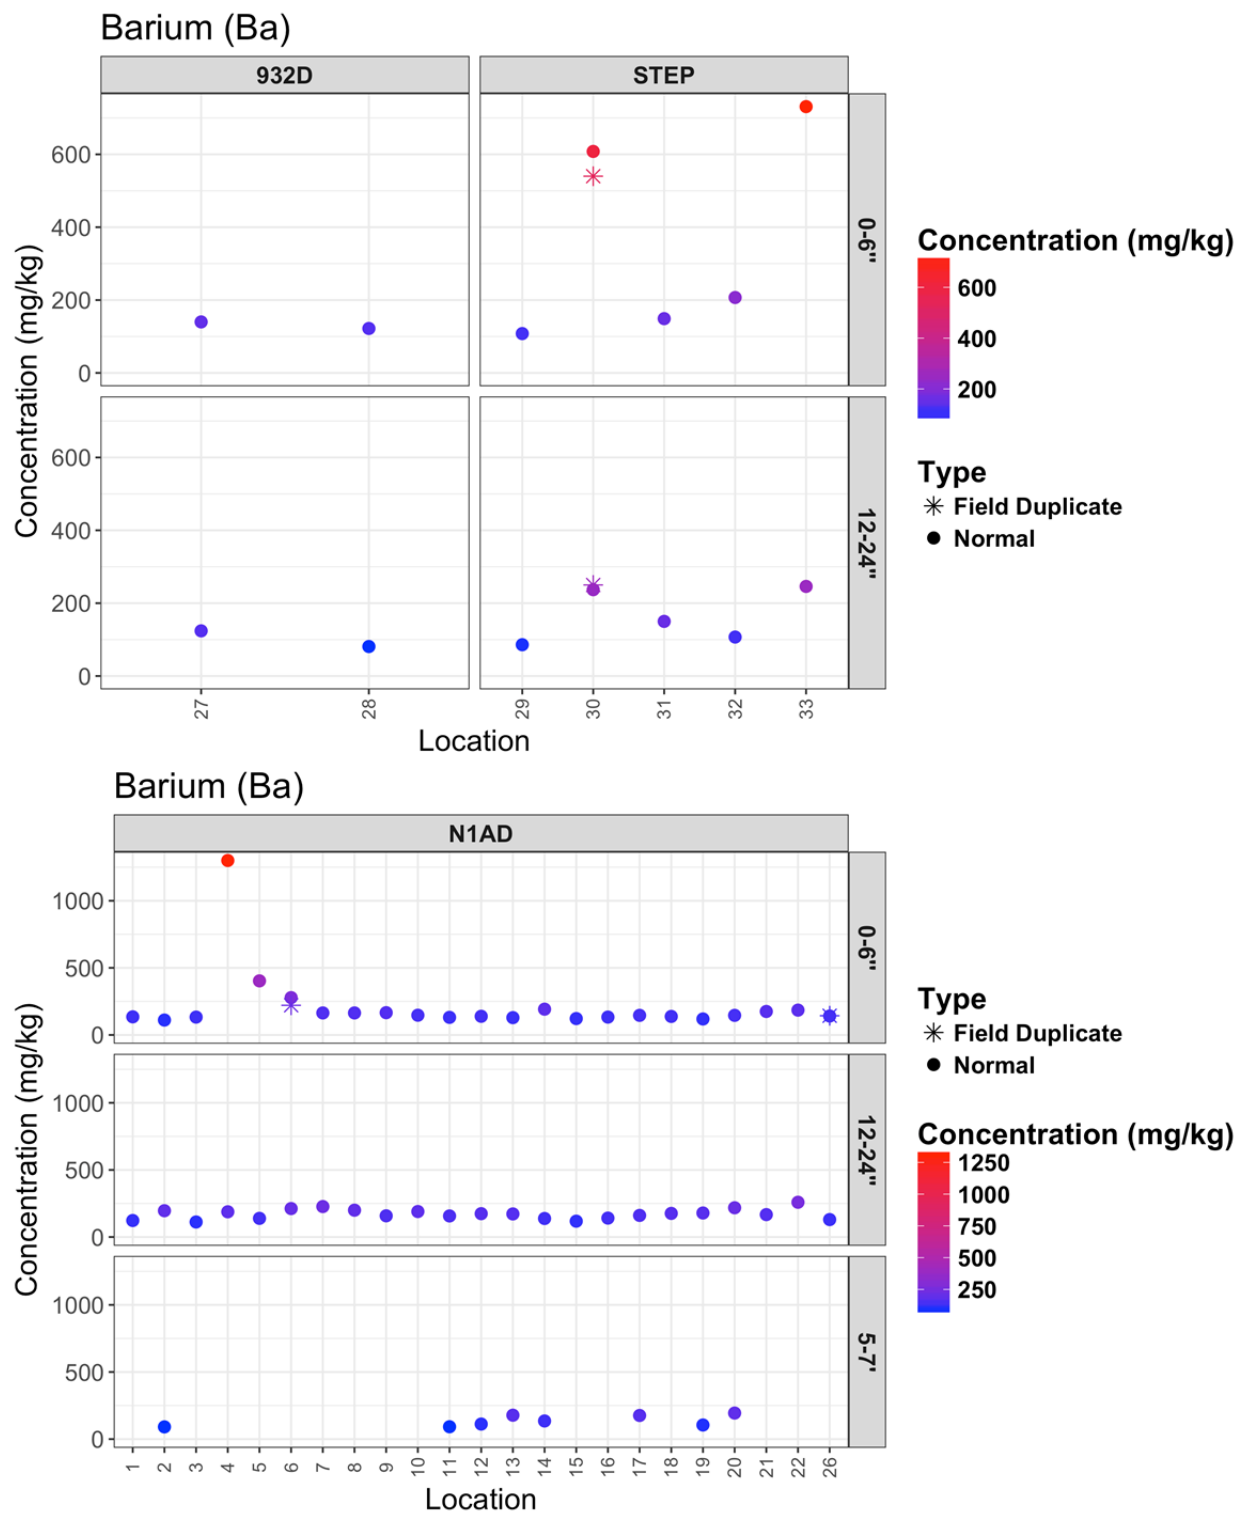 Barium (Ba)
932D STEP
Concentration (mg/kg)
600
400
200
0
0-6"
600
400
200
0
12-24"
27 28 29 30 31 32 33
Location
Concentration (mg/kg)
600
400
200
Type
Field Duplicate
Normal
Barium (Ba)
N1AD
Concentration (mg/kg)
1000
500
0
0-6"
1000
500
0
12-24"
1000
500
0
5-7'
1 2 3 4 5 6 7 8 9 10 11 12 13 14 15 16 17 18 19 20 21 22 26
Location
Type
Field Duplicate
Normal
Concentration (mg/kg)
1250
1000
750
500
250